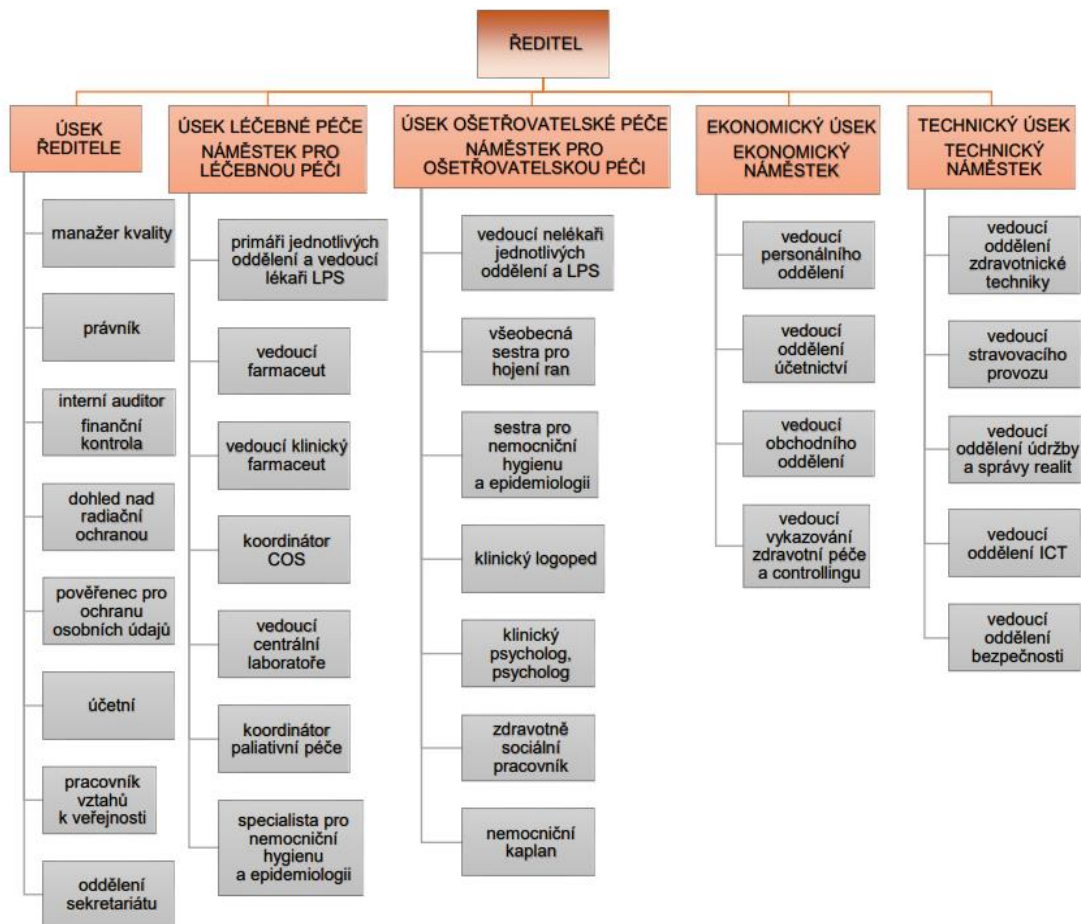 ŘEDITEL
ÚSEK
ŘEDITELE
manažer kvality
právník
interní auditor
finanční
kontrola
dohled nad
radiační
ochranou
pověřenec pro
ochranu
osobních údajů
účetní
pracovník
vztahů
k veřejnosti
oddělení
sekretariátu
ÚSEK LÉČEBNÉ PÉČE
NÁMĚSTEK PRO
LÉČEBNOU PÉČI
primáři jednotlivých
oddělení a vedoucí
lékaři LPS
vedoucí
farmaceut
vedoucí klinický
farmaceut
koordinátor
COS
vedoucí
centrální
laboratoře
koordinátor
paliativní péče
specialista pro
nemocniční
hygienu
a epidemiologii
ÚSEK OŠETŘOVATELSKÉ PÉČE
NÁMĚSTEK PRO
OŠETŘOVATELSKOU PÉČI
vedoucí nelékaři
jednotlivých
oddělení a LPS
všeobecná
sestra pro
hojení ran
sestra pro
nemocniční
hygienu
a epidemiologii
klinický logoped
klinický
psycholog,
psycholog
zdravotně
sociální
pracovník
nemocniční
kaplan
EKONOMICKÝ ÚSEK
EKONOMICKÝ
NÁMĚSTEK
vedoucí
personálního
oddělení
vedoucí
oddělení
účetnictví
vedoucí
obchodního
oddělení
vedoucí
vykazování
zdravotní péče
a controllingu
TECHNICKÝ ÚSEK
TECHNICKÝ
NÁMĚSTEK
vedoucí
oddělení
zdravotnické
techniky
vedoucí
stravovacího
provozu
vedoucí
oddělení údržby
a správy realit
vedoucí
oddělení ICT
vedoucí
oddělení
bezpečnosti